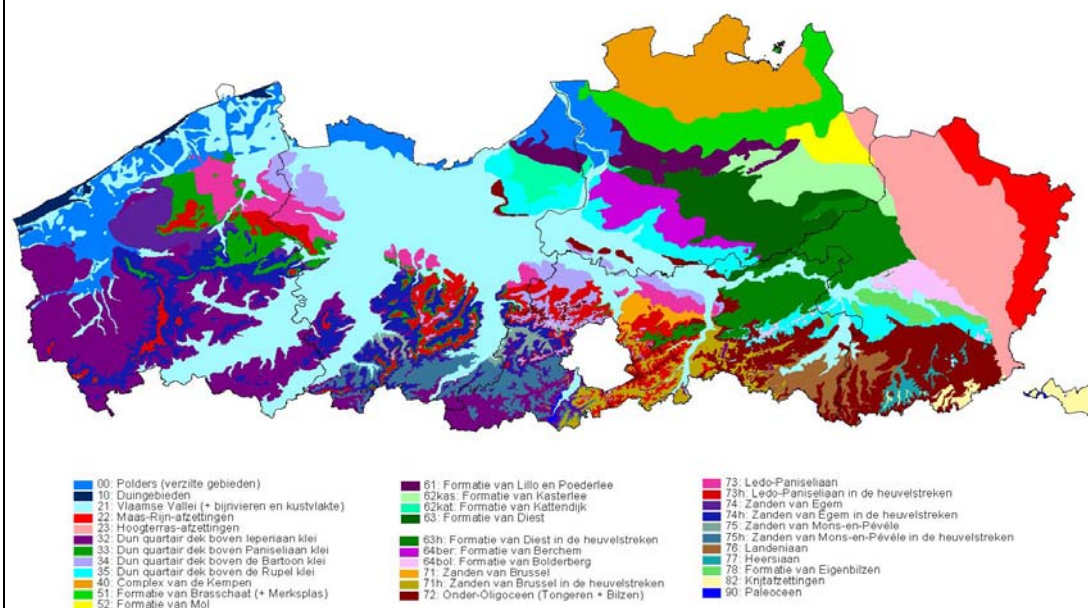 00: Polders (verzilte gebieden)
10: Duingebieden
21: Vlaamse Vallei (+ bijnvieren en kustvlakte)
22: Maas-Rijn-afzettingen
23: Hoogterras-afzettingen
32: Dun quartair dek boven Ieperiaan klei
33: Dun quartair dek boven Paniseliaan klei
34: Dun quartair dek boven de Bartoon klei
35: Dun quartair dek boven de Rupel klei
40: Complex van de Kempen
51: Formatie van Brasschaat (+ Merksplas)
52: Formatie van Mol
61: Formatie van Lillo en Poederlee
62kas: Formatie van Kasterlee
62kat: Formatie van Kattendijk
63: Formatie van Diest
63h: Formatie van Diest in de heuvelstreken
64ber: Formatie van Berchem
64bol: Formatie van Bolderberg
71: Zanden van Brussel
71h: Zanden van Brussel in de heuvelstreken
72: Onder-Oligoceen (Tongeren + Bilzen)
73: Ledo-Paniseliaan
73h: Ledo-Paniseliaan in de heuvelstreken
74: Zanden van Egem
74h: Zanden van Egem in de heuvelstreken
75: Zanden van Mons-en-Pévèle
75h: Zanden van Mons-en-Pévèle in de heuvelstreken
76: Landeniaan
77: Heersiaan
78: Formatie van Eigenbilzen
82: Krijtafzettingen
90: Paleoceen